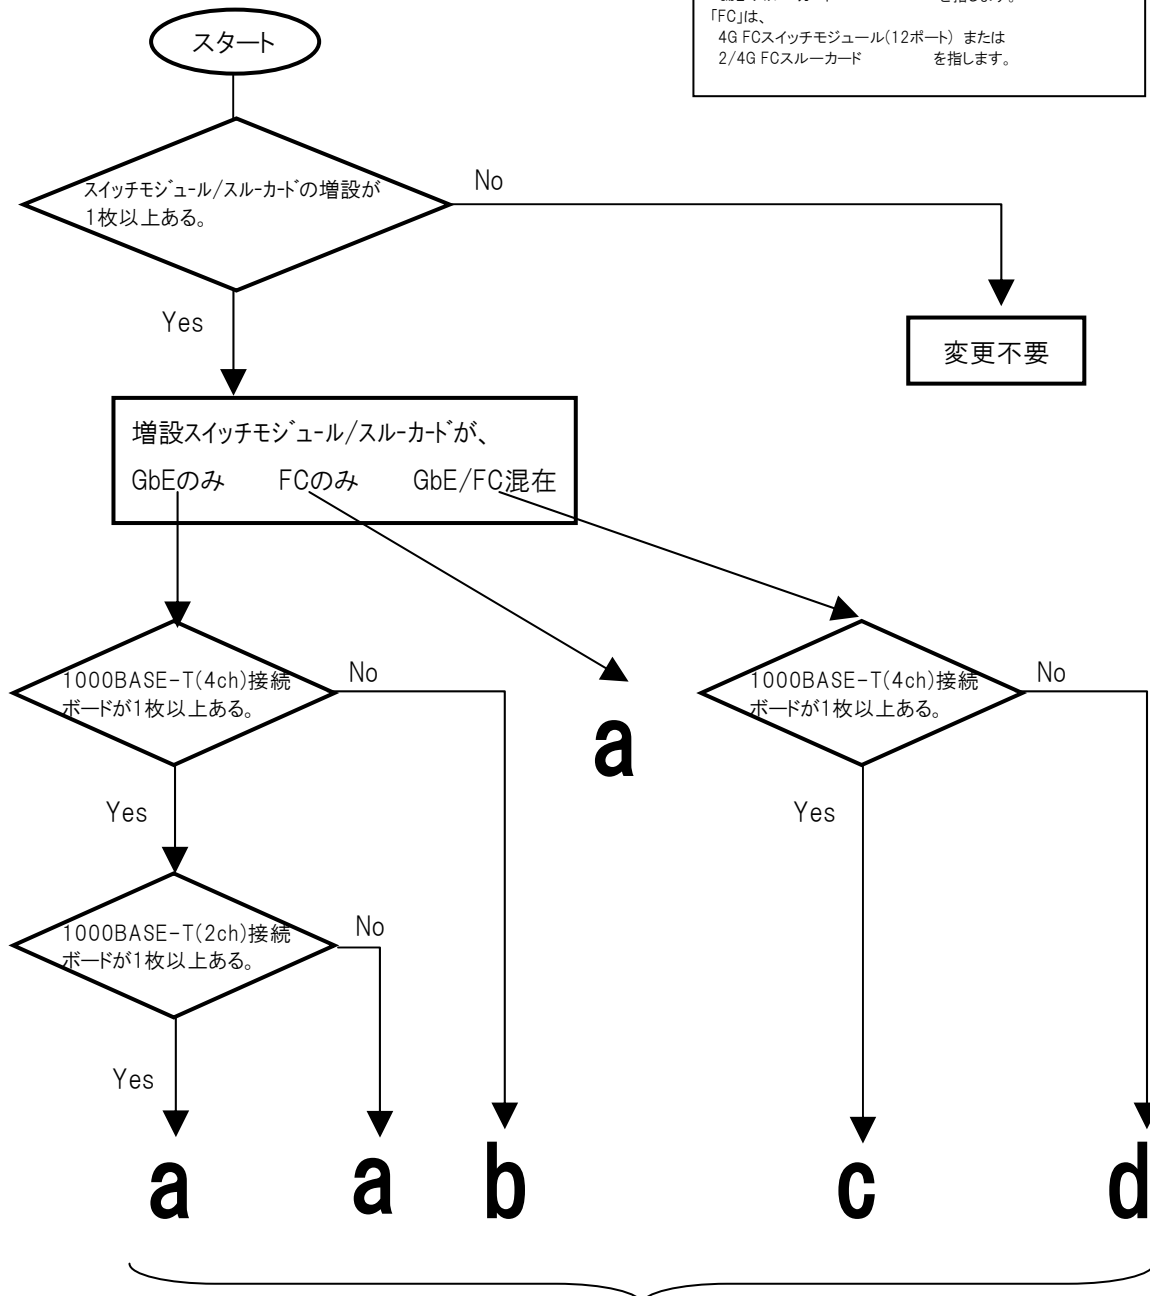 を指します。
「FC」は、
4G FCスイッチモジュール(12ポート) または
2/4G FCスルーカード を指します。
スタート
スイッチモジュール/スルーカードの増設が
1枚以上ある。
No
Yes
変更不要
増設スイッチモジュール/スルーカードが、
GbEのみ FCのみ GbE/FC混在
1000BASE-T(4ch)接続
ボードが1枚以上ある。
No
Yes
a
1000BASE-T(4ch)接続
ボードが1枚以上ある。
No
Yes
1000BASE-T(2ch)接続
ボードが1枚以上ある。
No
Yes
a
a
b
c
d